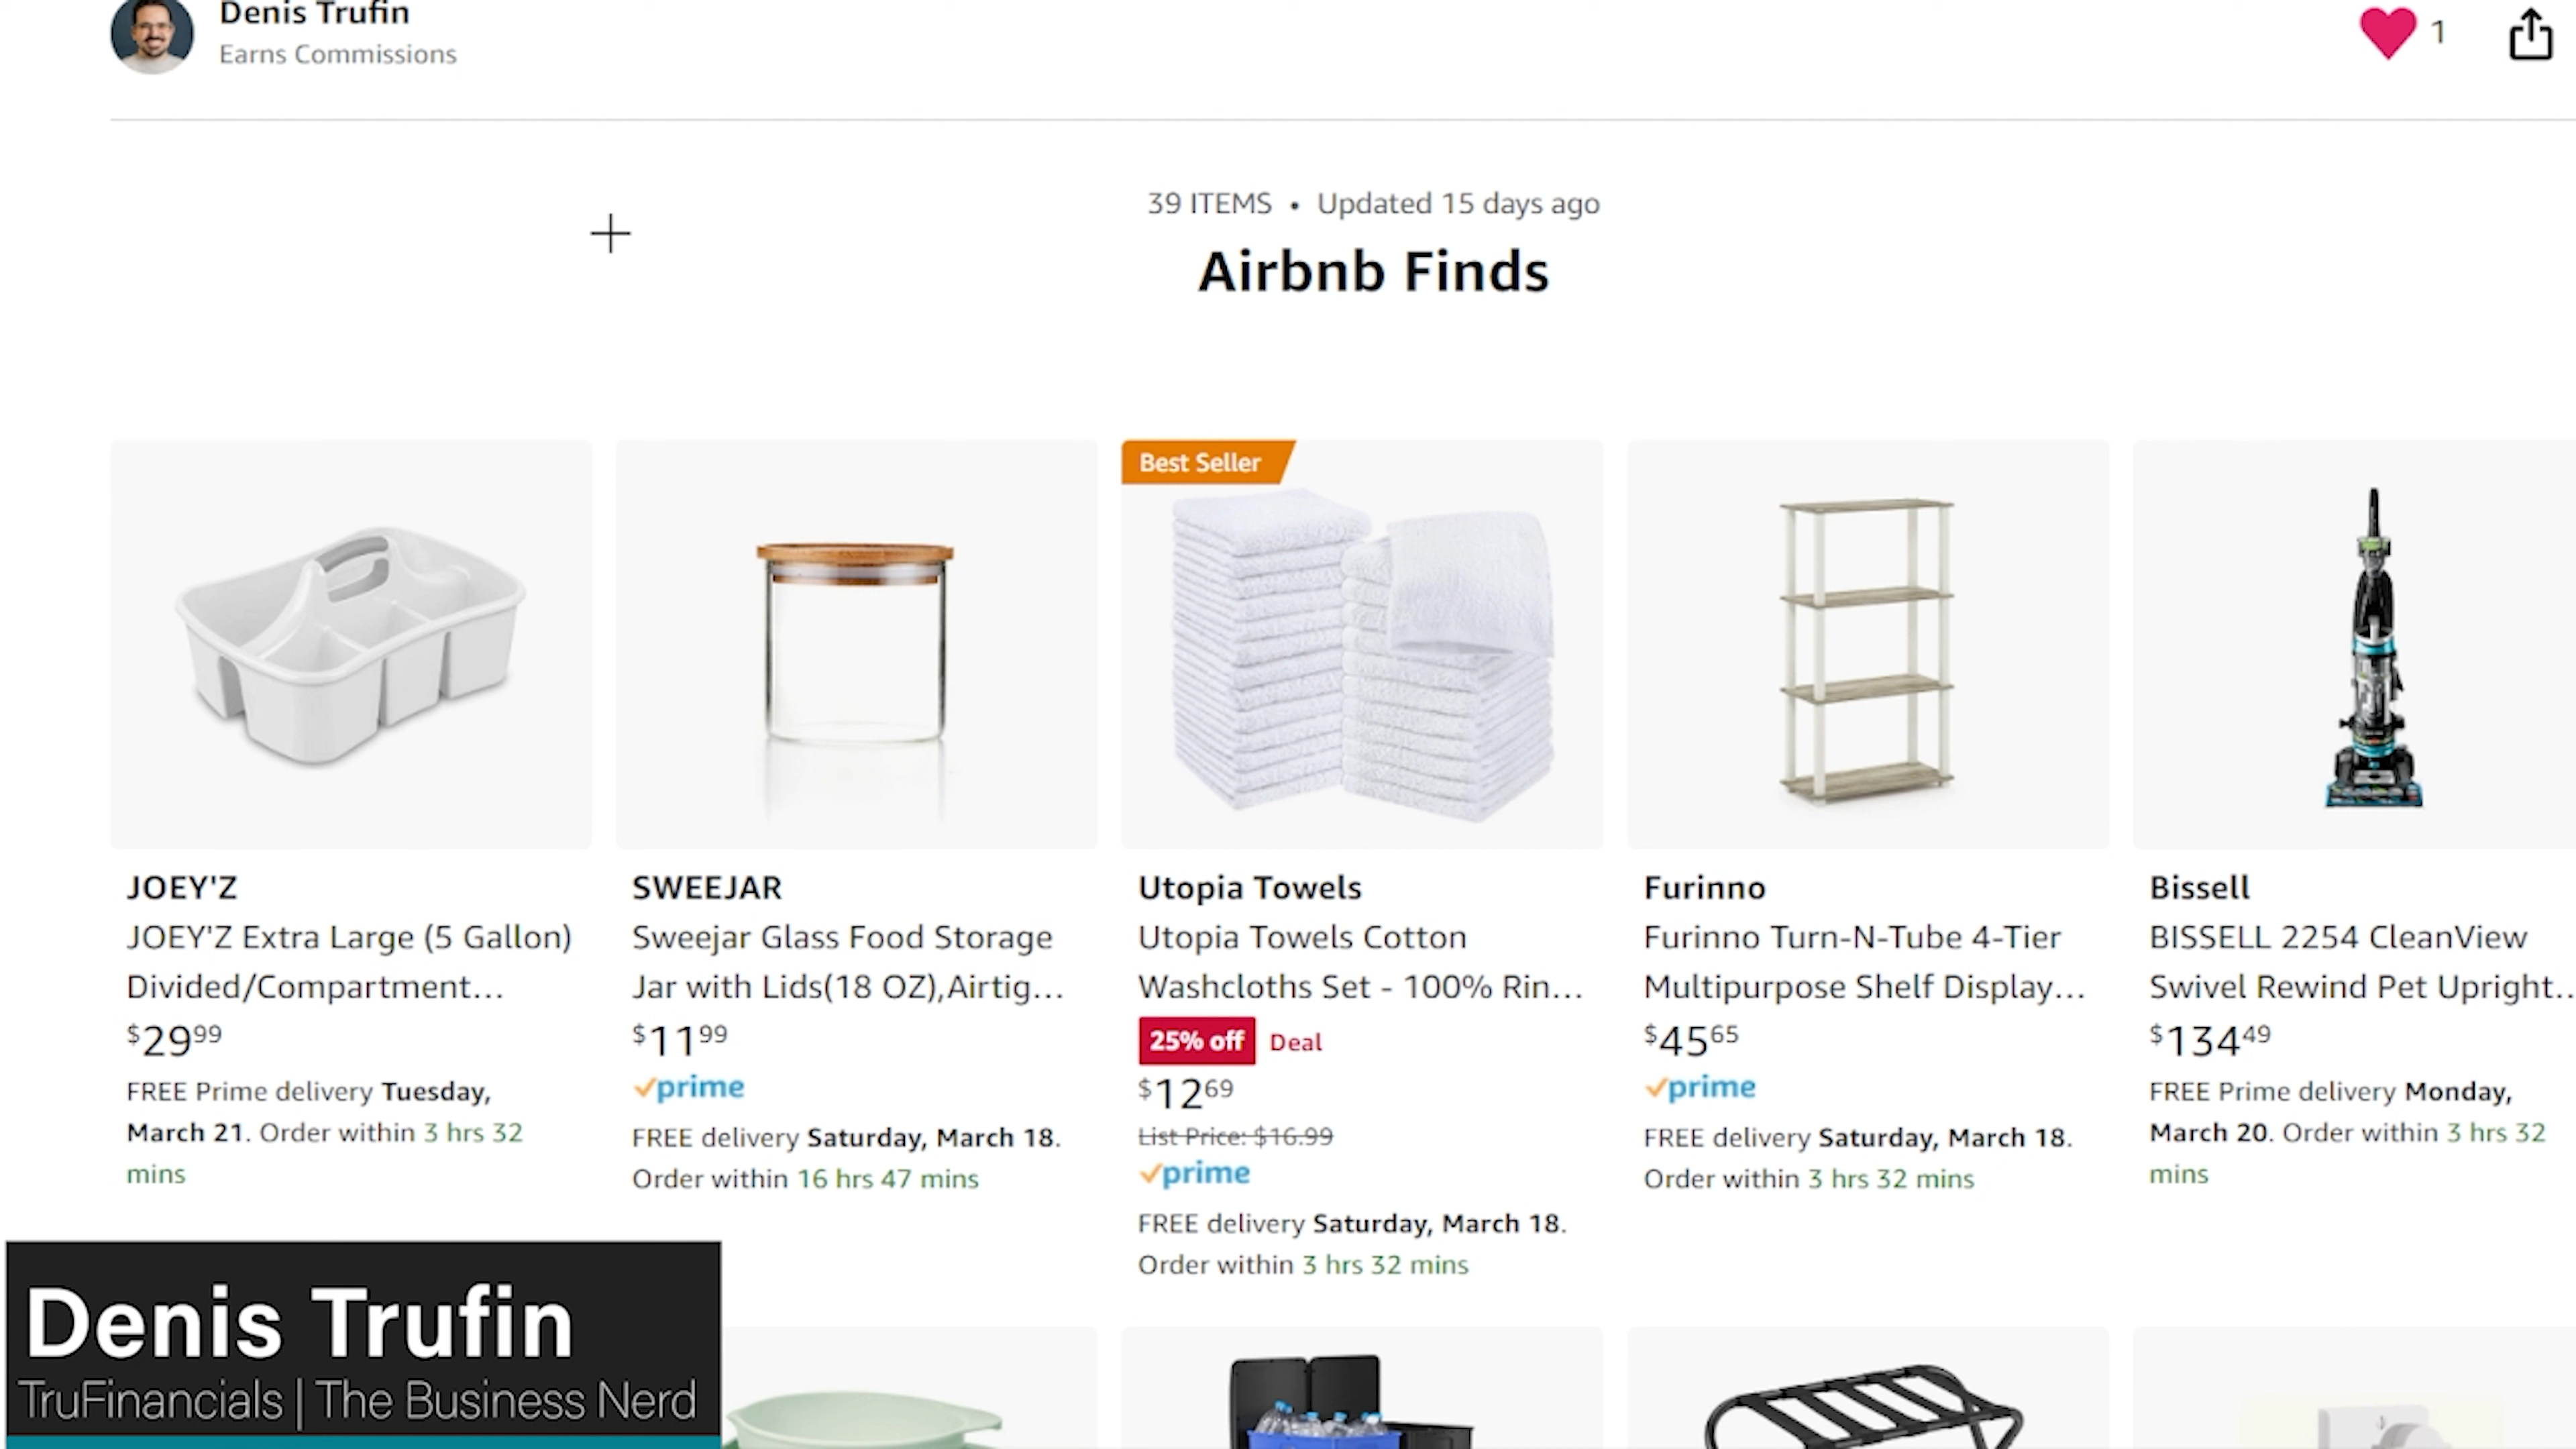 Denis Trufin
Earns Commissions
1
39 ITEMS • Updated 15 days ago
Airbnb Finds
Best Seller
JOEY'Z
JOEY'Z Extra Large (5 Gallon)
Divided/Compartment...
$29.99
FREE Prime delivery Tuesday,
March 21. Order within 3 hrs 32
mins
SWEEJAR
Sweejar Glass Food Storage
Jar with Lids(18 OZ),Airtig...
$11.99
prime
FREE delivery Saturday, March 18.
Order within 16 hrs 47 mins
Utopia Towels
Utopia Towels Cotton
Washcloths Set - 100% Rin...
25% off Deal
$12.69
List Price: $16.99
prime
FREE delivery Saturday, March 18.
Order within 3 hrs 32 mins
Furinno
Furinno Turn-N-Tube 4-Tier
Multipurpose Shelf Display...
$45.65
prime
FREE delivery Saturday, March 18.
Order within 3 hrs 32 mins
Bissell
BISSELL 2254 CleanView
Swivel Rewind Pet Upright..
$134.49
FREE Prime delivery Monday,
March 20. Order within 3 hrs 32
mins
Denis Trufin
TruFinancials | The Business Nerd